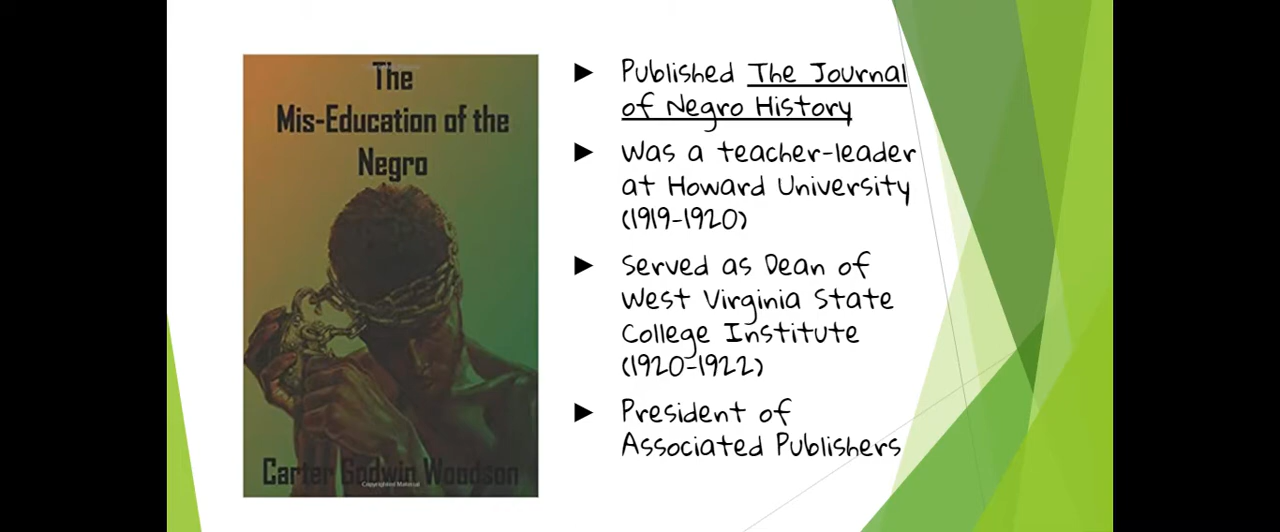 The
Mis-Education of the
Negro
Carter Godwin Woodson
Copyrighted Material
Published The Journal
of Negro History
Was a teacher-leader
at Howard University
(1919-1920)
Served as Dean of
West Virginia State
College Institute
(1920-1922)
President of
Associated Publishers